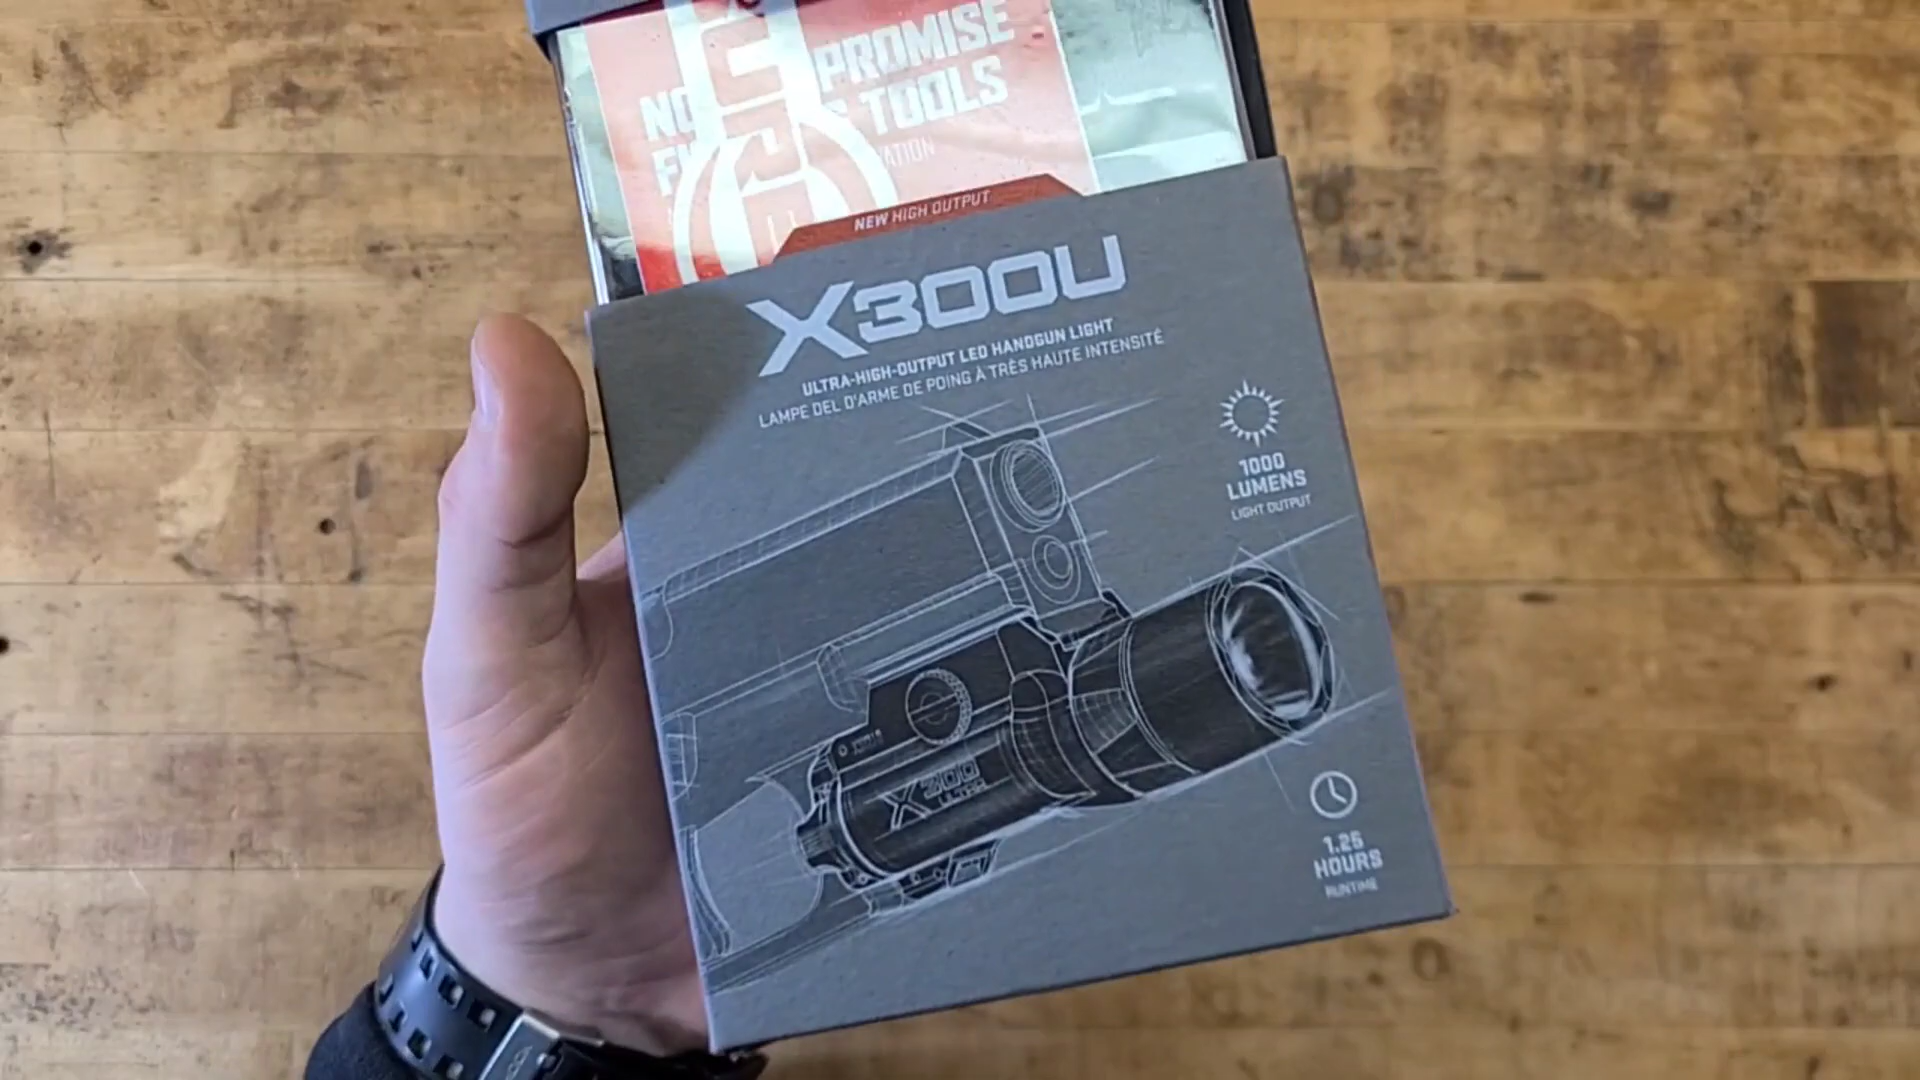 PROMISE
TOOLS
NEW HIGH OUTPUT
X300U
ULTRA-HIGH-OUTPUT LED HANDGUN LIGHT
LAMPE DEL D'ARME DE POING À TRÈS HAUTE INTENSITÉ
1000
LUMENS
LIGHT OUTPUT
X300
ULTRA
1.25
HOURS
RUNTIME